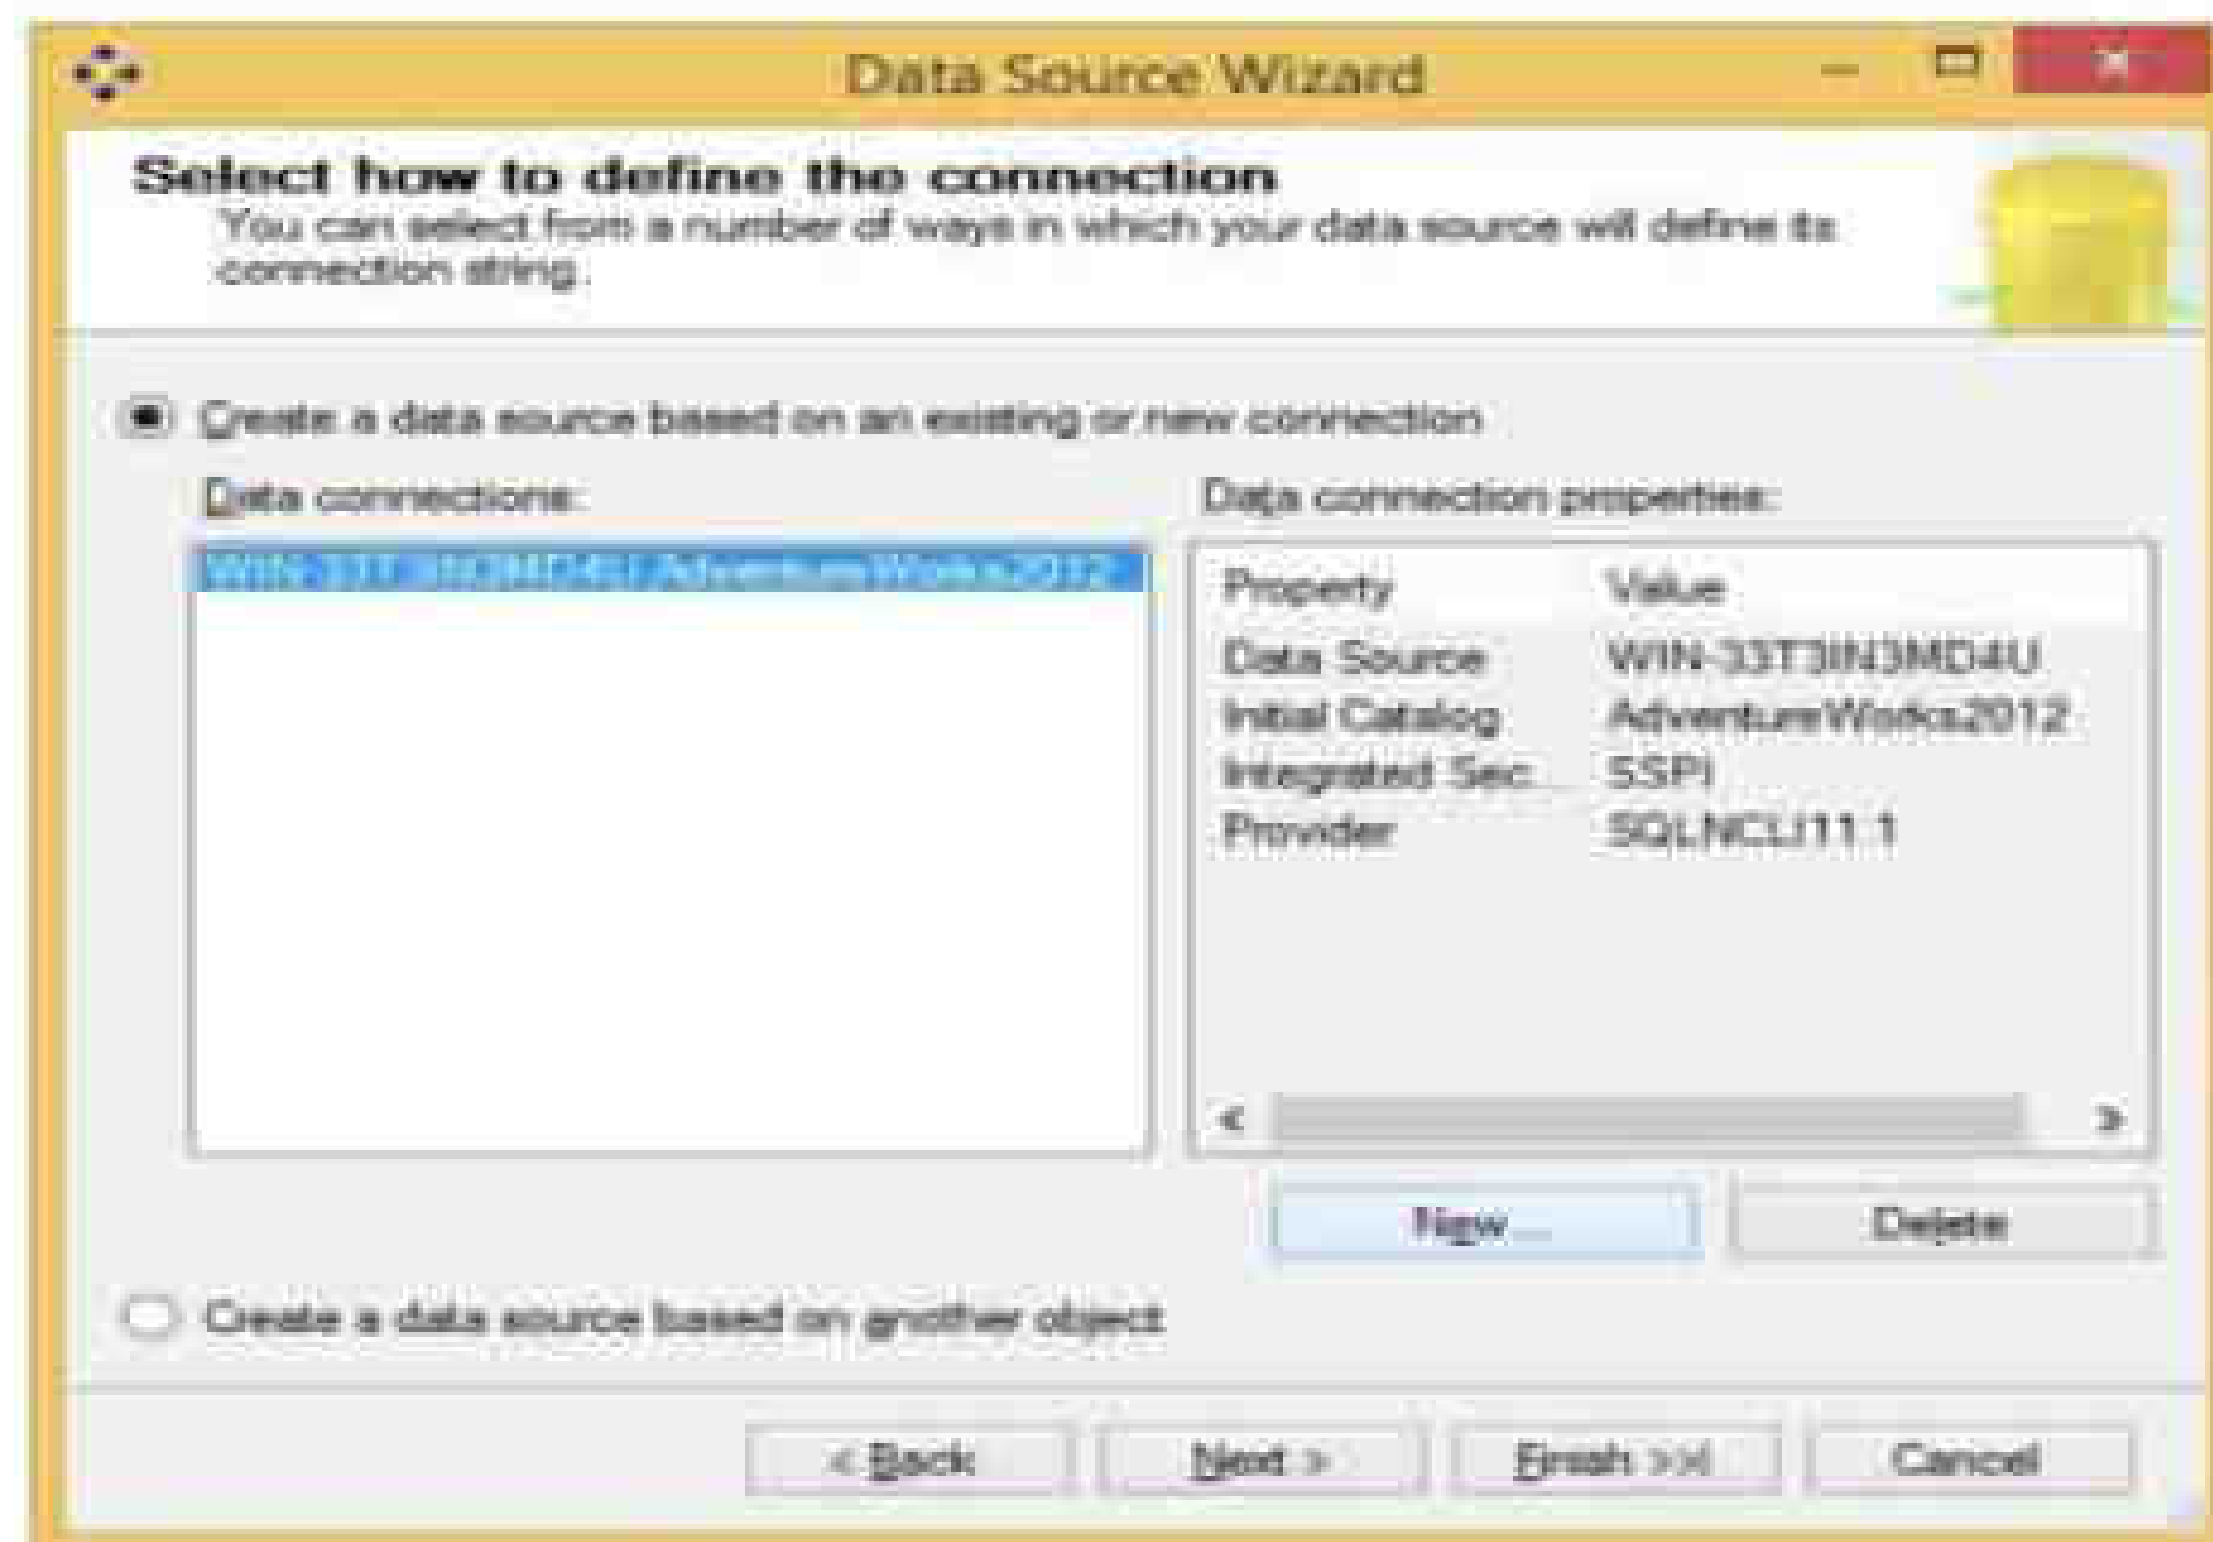 Data Source Wizard
Select how to define the connection
You can select from a number of ways in which your data source will define its
connection string.
Create a data source based on an existing or new connection
Data connections:
Data connection properties:
WIN-33T3IN3MD4U.AdventureWorks2012
Property Value
Data Source WIN-33T3IN3MD4U
Initial Catalog AdventureWorks2012
Integrated Sec... SSPI
Provider SQLNCLI11.1
New...
Delete
Create a data source based on another object
< Back
Next >
Finish >>|
Cancel